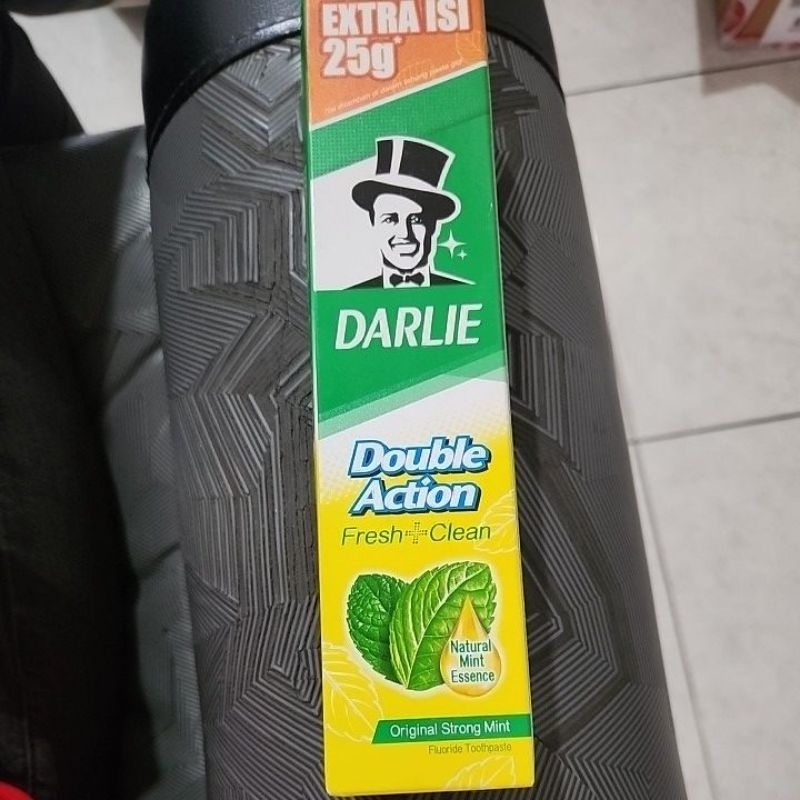 EXTRA ISI
25g*
DARLIE
Double
Action
Fresh+Clean
Natural
Mint
Essence
Original Strong Mint
Fluoride Toothpaste